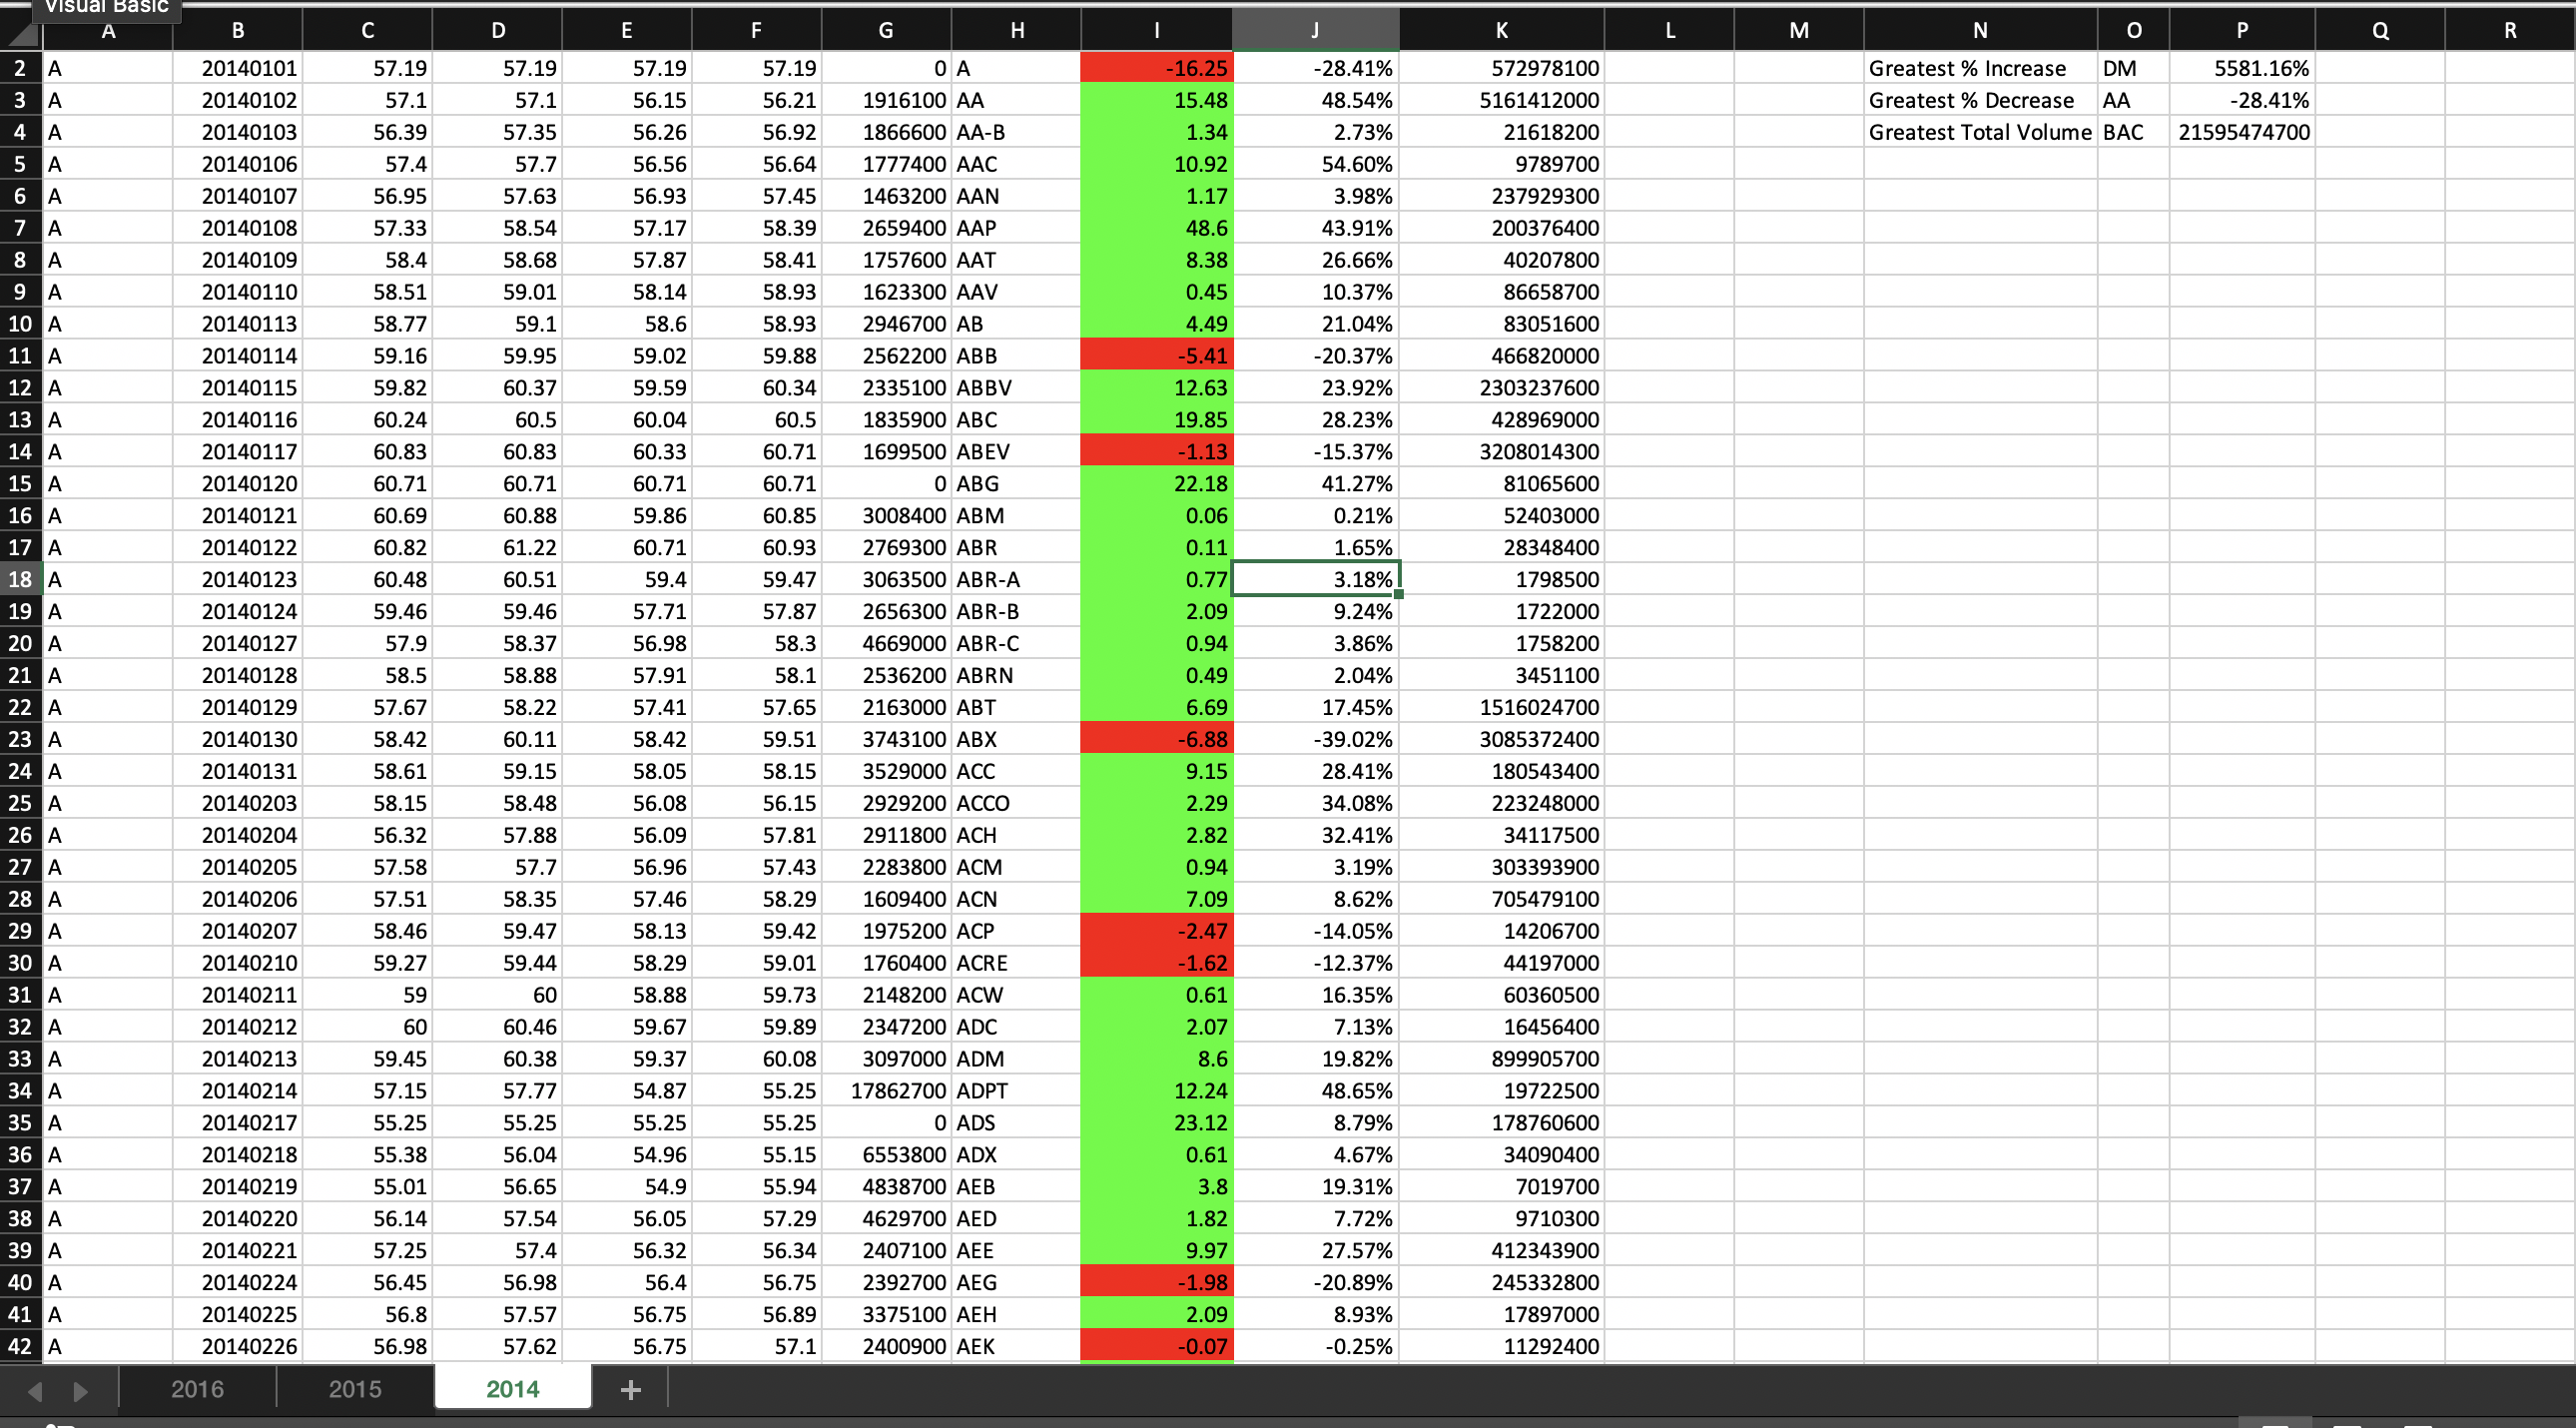 Visual Basic
A B C D E F G H I J K L M N O P Q R
2 A 20140101 57.19 57.19 57.19 57.19 0 A -16.25 -28.41% 572978100 Greatest % Increase DM 5581.16%
3 A 20140102 57.1 57.1 56.15 56.21 1916100 AA 15.48 48.54% 5161412000 Greatest % Decrease AA -28.41%
4 A 20140103 56.39 57.35 56.26 56.92 1866600 AA-B 1.34 2.73% 21618200 Greatest Total Volume BAC 21595474700
5 A 20140106 57.4 57.7 56.56 56.64 1777400 AAC 10.92 54.60% 9789700
6 A 20140107 56.95 57.63 56.93 57.45 1463200 AAN 1.17 3.98% 237929300
7 A 20140108 57.33 58.54 57.17 58.39 2659400 AAP 48.6 43.91% 200376400
8 A 20140109 58.4 58.68 57.87 58.41 1757600 AAT 8.38 26.66% 40207800
9 A 20140110 58.51 59.01 58.14 58.93 1623300 AAV 0.45 10.37% 86658700
10 A 20140113 58.77 59.1 58.6 58.93 2946700 AB 4.49 21.04% 83051600
11 A 20140114 59.16 59.95 59.02 59.88 2562200 ABB -5.41 -20.37% 466820000
12 A 20140115 59.82 60.37 59.59 60.34 2335100 ABBV 12.63 23.92% 2303237600
13 A 20140116 60.24 60.5 60.04 60.5 1835900 ABC 19.85 28.23% 428969000
14 A 20140117 60.83 60.83 60.33 60.71 1699500 ABEV -1.13 -15.37% 3208014300
15 A 20140120 60.71 60.71 60.71 60.71 0 ABG 22.18 41.27% 81065600
16 A 20140121 60.69 60.88 59.86 60.85 3008400 ABM 0.06 0.21% 52403000
17 A 20140122 60.82 61.22 60.71 60.93 2769300 ABR 0.11 1.65% 28348400
18 A 20140123 60.48 60.51 59.4 59.47 3063500 ABR-A 0.77 3.18% 1798500
19 A 20140124 59.46 59.46 57.71 57.87 2656300 ABR-B 2.09 9.24% 1722000
20 A 20140127 57.9 58.37 56.98 58.3 4669000 ABR-C 0.94 3.86% 1758200
21 A 20140128 58.5 58.88 57.91 58.1 2536200 ABRN 0.49 2.04% 3451100
22 A 20140129 57.67 58.22 57.41 57.65 2163000 ABT 6.69 17.45% 1516024700
23 A 20140130 58.42 60.11 58.42 59.51 3743100 ABX -6.88 -39.02% 3085372400
24 A 20140131 58.61 59.15 58.05 58.15 3529000 ACC 9.15 28.41% 180543400
25 A 20140203 58.15 58.48 56.08 56.15 2929200 ACCO 2.29 34.08% 223248000
26 A 20140204 56.32 57.88 56.09 57.81 2911800 ACH 2.82 32.41% 34117500
27 A 20140205 57.58 57.7 56.96 57.43 2283800 ACM 0.94 3.19% 303393900
28 A 20140206 57.51 58.35 57.46 58.29 1609400 ACN 7.09 8.62% 705479100
29 A 20140207 58.46 59.47 58.13 59.42 1975200 ACP -2.47 -14.05% 14206700
30 A 20140210 59.27 59.44 58.29 59.01 1760400 ACRE -1.62 -12.37% 44197000
31 A 20140211 59 60 58.88 59.73 2148200 ACW 0.61 16.35% 60360500
32 A 20140212 60 60.46 59.67 59.89 2347200 ADC 2.07 7.13% 16456400
33 A 20140213 59.45 60.38 59.37 60.08 3097000 ADM 8.6 19.82% 899905700
34 A 20140214 57.15 57.77 54.87 55.25 17862700 ADPT 12.24 48.65% 19722500
35 A 20140217 55.25 55.25 55.25 55.25 0 ADS 23.12 8.79% 178760600
36 A 20140218 55.38 56.04 54.96 55.15 6553800 ADX 0.61 4.67% 34090400
37 A 20140219 55.01 56.65 54.9 55.94 4838700 AEB 3.8 19.31% 7019700
38 A 20140220 56.14 57.54 56.05 57.29 4629700 AED 1.82 7.72% 9710300
39 A 20140221 57.25 57.4 56.32 56.34 2407100 AEE 9.97 27.57% 412343900
40 A 20140224 56.45 56.98 56.4 56.75 2392700 AEG -1.98 -20.89% 245332800
41 A 20140225 56.8 57.57 56.75 56.89 3375100 AEH 2.09 8.93% 17897000
42 A 20140226 56.98 57.62 56.75 57.1 2400900 AEK -0.07 -0.25% 11292400
2016 2015 2014 +